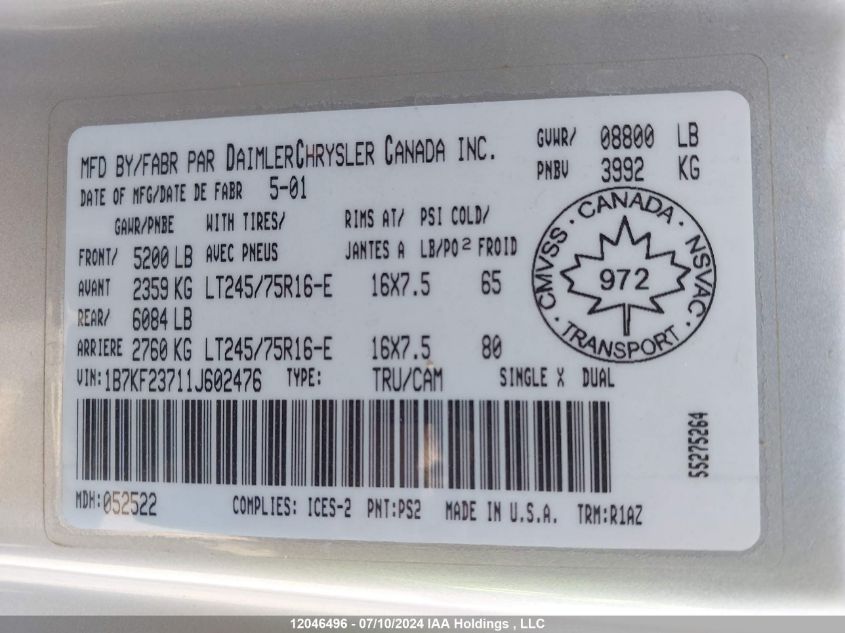 MFD BY/FABR PAR DAIMLERCHRYSLER CANADA INC.
GVWR/ 08800 LB
PNBV 3992 KG
DATE OF MFG/DATE DE FABR 5-01
GAWR/PNBE WITH TIRES/ RIMS AT/ PSI COLD/
FRONT/ 5200 LB AVEC PNEUS JANTES A LB/PO2 FROID
AVANT 2359 KG LT245/75R16-E 16X7.5 65
REAR/ 6084 LB
ARRIERE 2760 KG LT245/75R16-E 16X7.5 80
CMVSS · CANADA · NSVAC · TRANSPORT ·
972
VIN:1B7KF23711J602476 TYPE: TRU/CAM SINGLE X DUAL
55275264
MDH:052522 COMPLIES: ICES-2 PNT:PS2 MADE IN U.S.A. TRM:R1AZ
12046496 - 07/10/2024 IAA Holdings , LLC